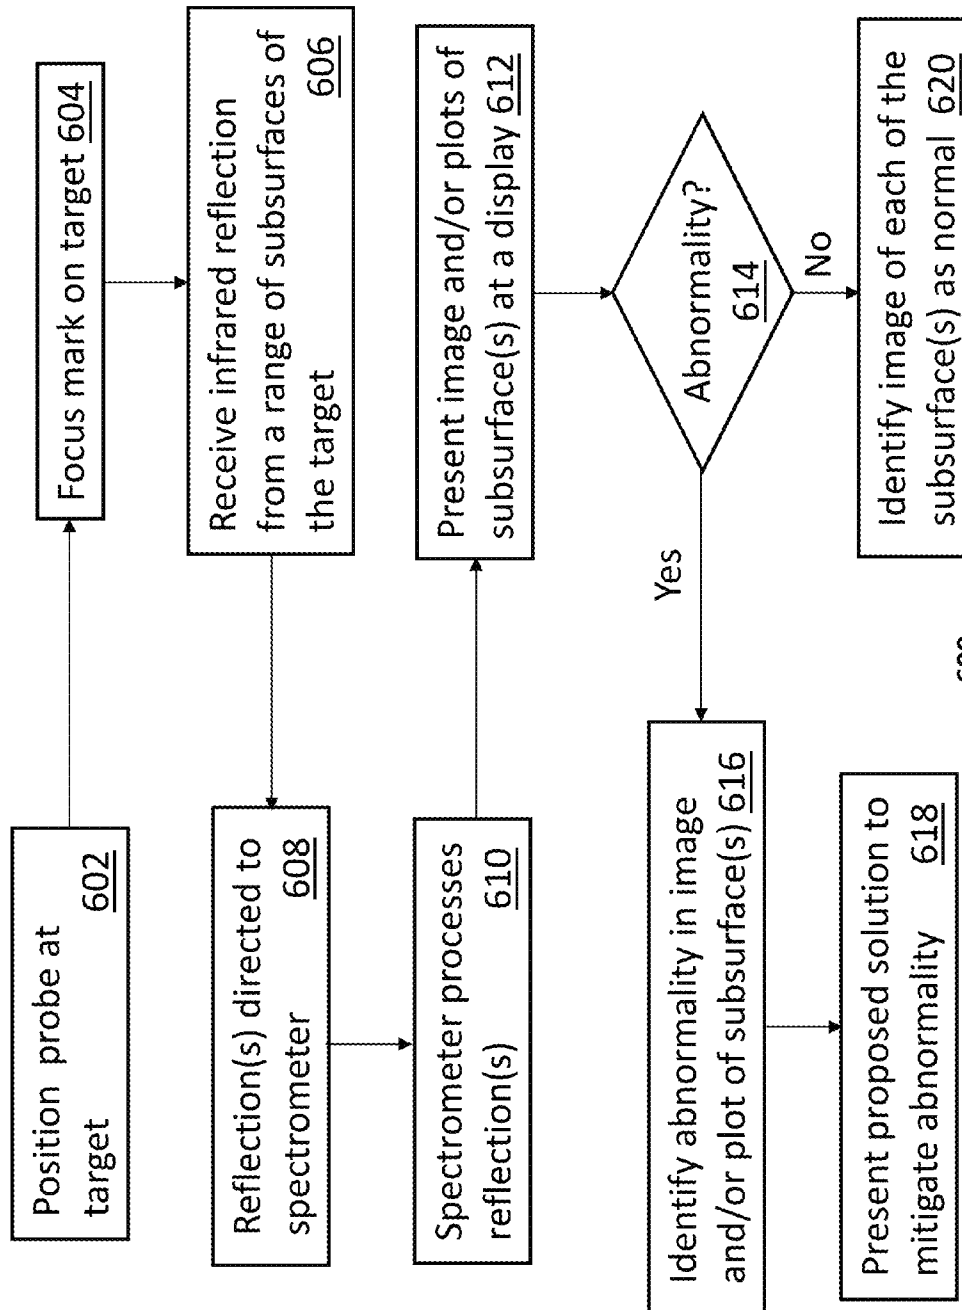 Position probe at
target 602
Focus mark on target 604
Receive infrared reflection
from a range of subsurfaces of
the target 606
Reflection(s) directed to
spectrometer 608
Spectrometer processes
reflection(s) 610
Present image and/or plots of
subsurface(s) at a display 612
Abnormality?
614
Yes
No
Identify abnormality in image
and/or plot of subsurface(s) 616
Present proposed solution to
mitigate abnormality 618
Identify image of each of the
subsurface(s) as normal 620